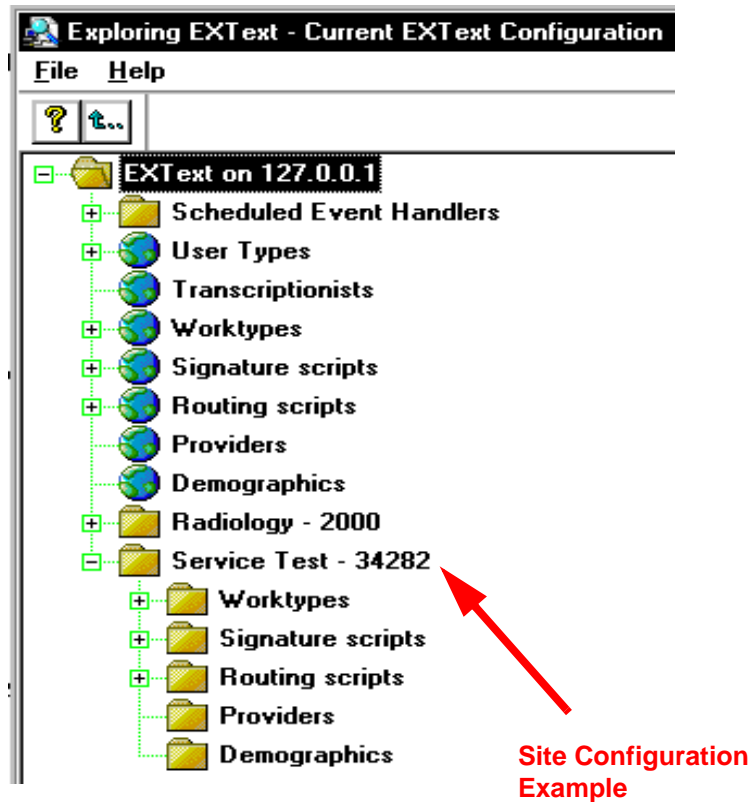 Exploring EXText - Current EXText Configuration
File Help
?
EXText on 127.0.0.1
Scheduled Event Handlers
User Types
Transcriptionists
Worktypes
Signature scripts
Routing scripts
Providers
Demographics
Radiology - 2000
Service Test - 34282
Worktypes
Signature scripts
Routing scripts
Providers
Demographics
Site Configuration
Example